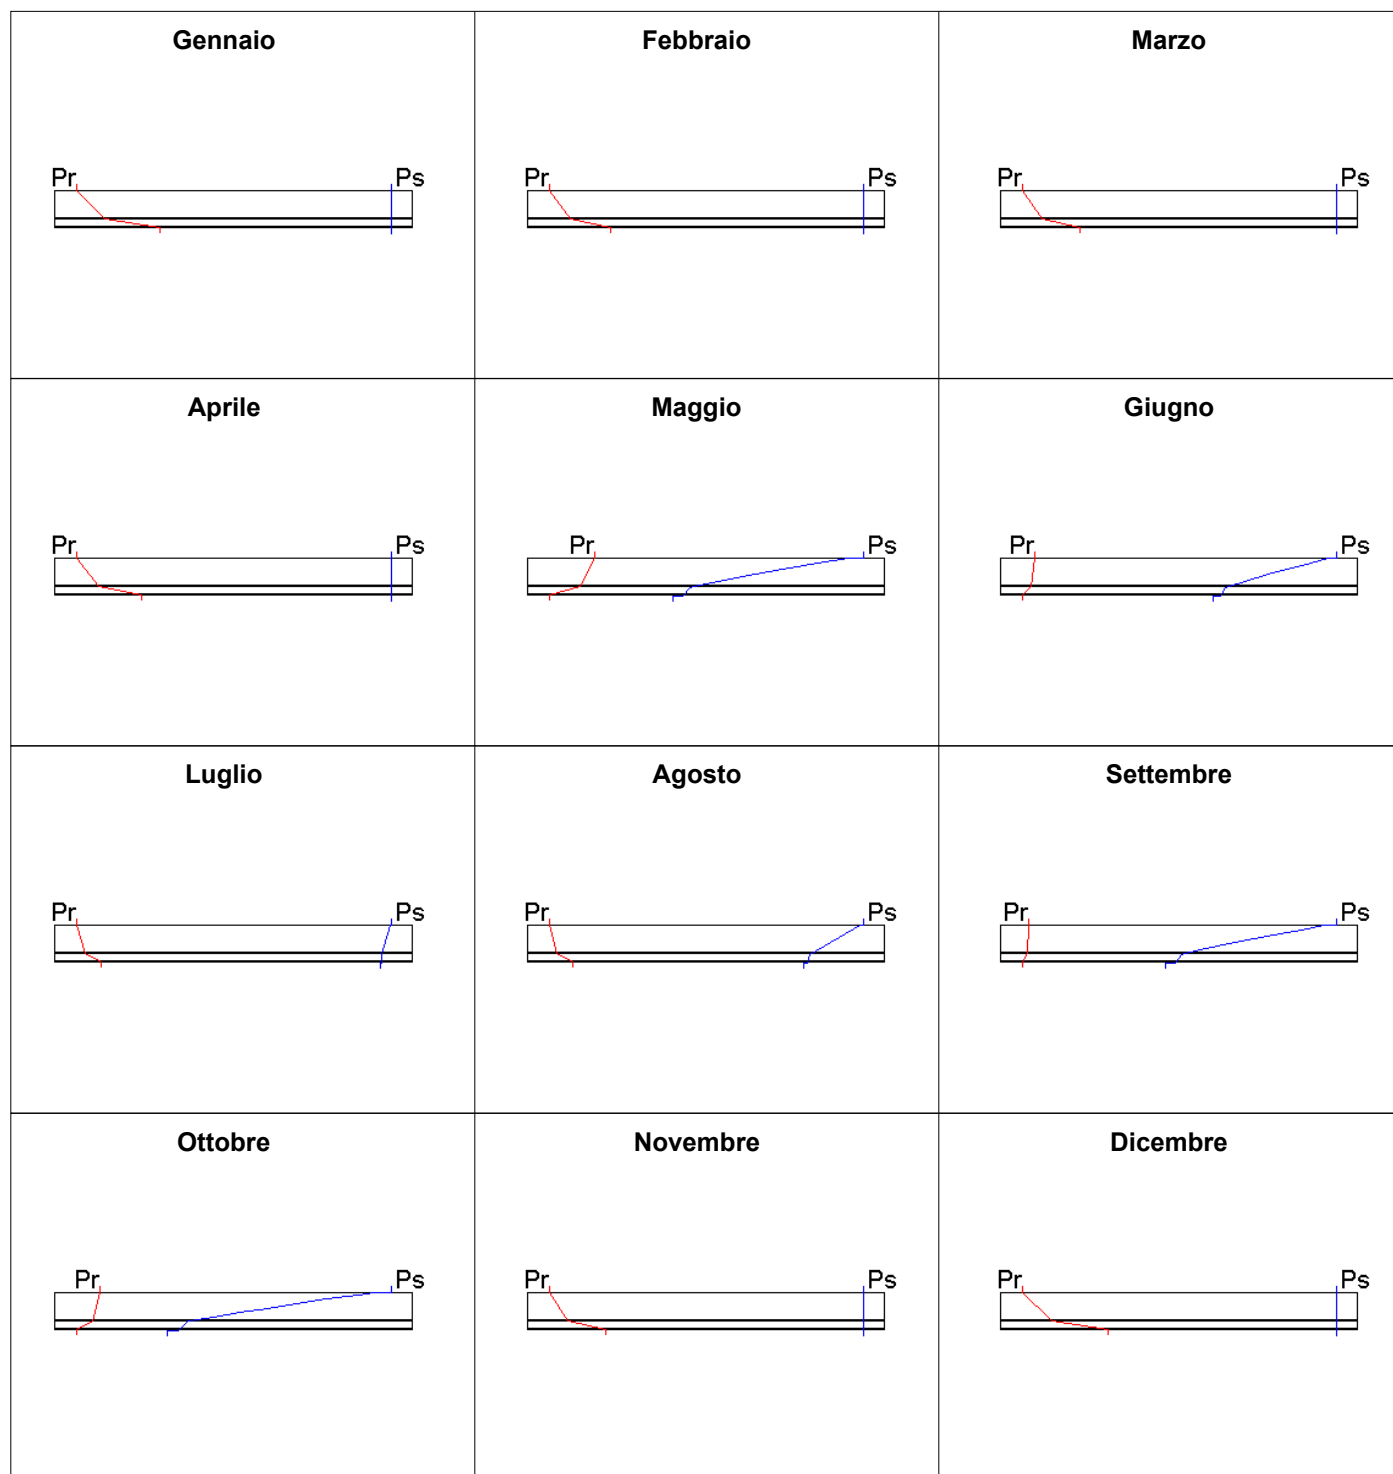 Gennaio
Febbraio
Marzo
Pr
Ps
Pr
Ps
Pr
Ps
Aprile
Maggio
Giugno
Pr
Ps
Pr
Ps
Pr
Ps
Luglio
Agosto
Settembre
Pr
Ps
Pr
Ps
Pr
Ps
Ottobre
Novembre
Dicembre
Pr
Ps
Pr
Ps
Pr
Ps